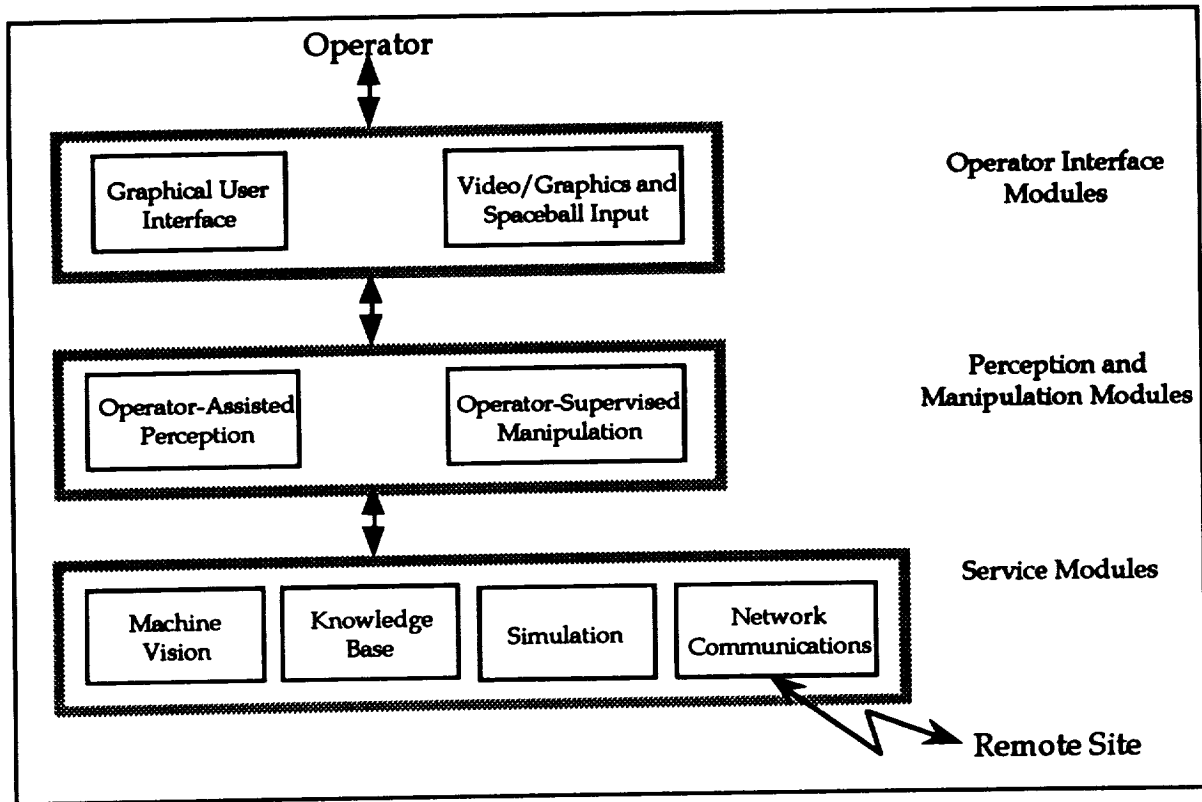 Operator
Graphical User
Interface
Video/Graphics and
Spaceball Input
Operator Interface
Modules
Operator-Assisted
Perception
Operator-Supervised
Manipulation
Perception and
Manipulation Modules
Machine
Vision
Knowledge
Base
Simulation
Network
Communications
Service Modules
Remote Site